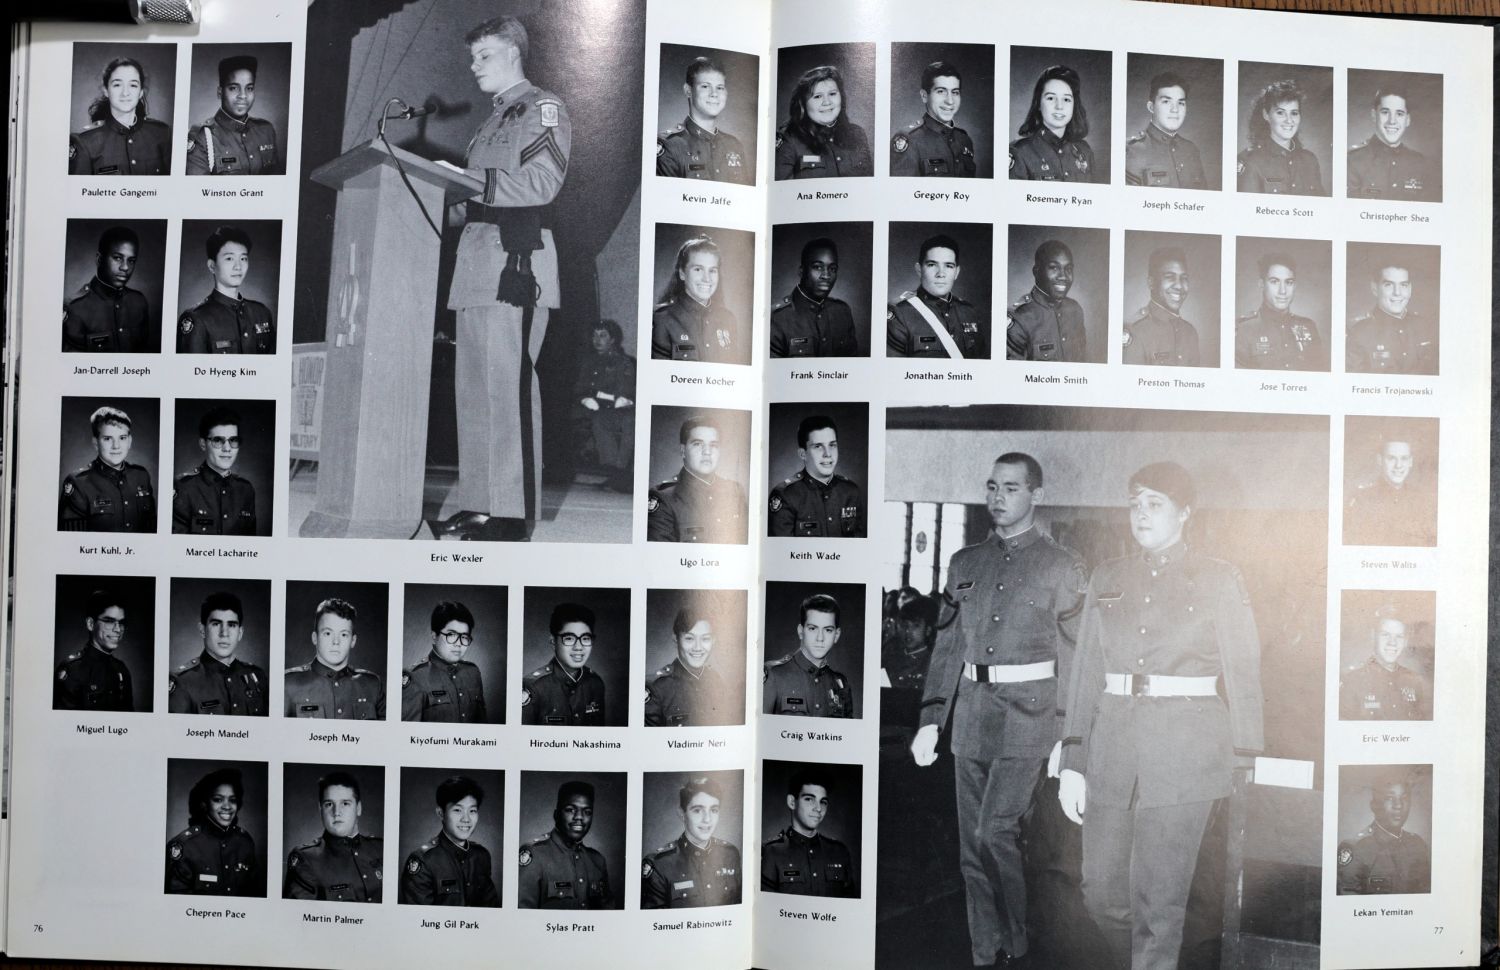 Paulette Gangemi
Winston Grant
Kevin Jaffe
Ana Romero
Gregory Roy
Rosemary Ryan
Joseph Schafer
Rebecca Scott
Christopher Shea
Jan-Darrell Joseph
Do Hyeng Kim
Doreen Kocher
Frank Sinclair
Jonathan Smith
Malcolm Smith
Preston Thomas
Jose Torres
Francis Trojanowski
MILITARY
Kurt Kuhl, Jr.
Marcel Lacharite
Eric Wexler
Ugo Lora
Keith Wade
Steven Walits
Miguel Lugo
Joseph Mandel
Joseph May
Kiyofumi Murakami
Hiroduni Nakashima
Vladimir Neri
Craig Watkins
Eric Wexler
Chepren Pace
Martin Palmer
Jung Gil Park
Sylas Pratt
Samuel Rabinowitz
Steven Wolfe
Lekan Yemitan
76
77